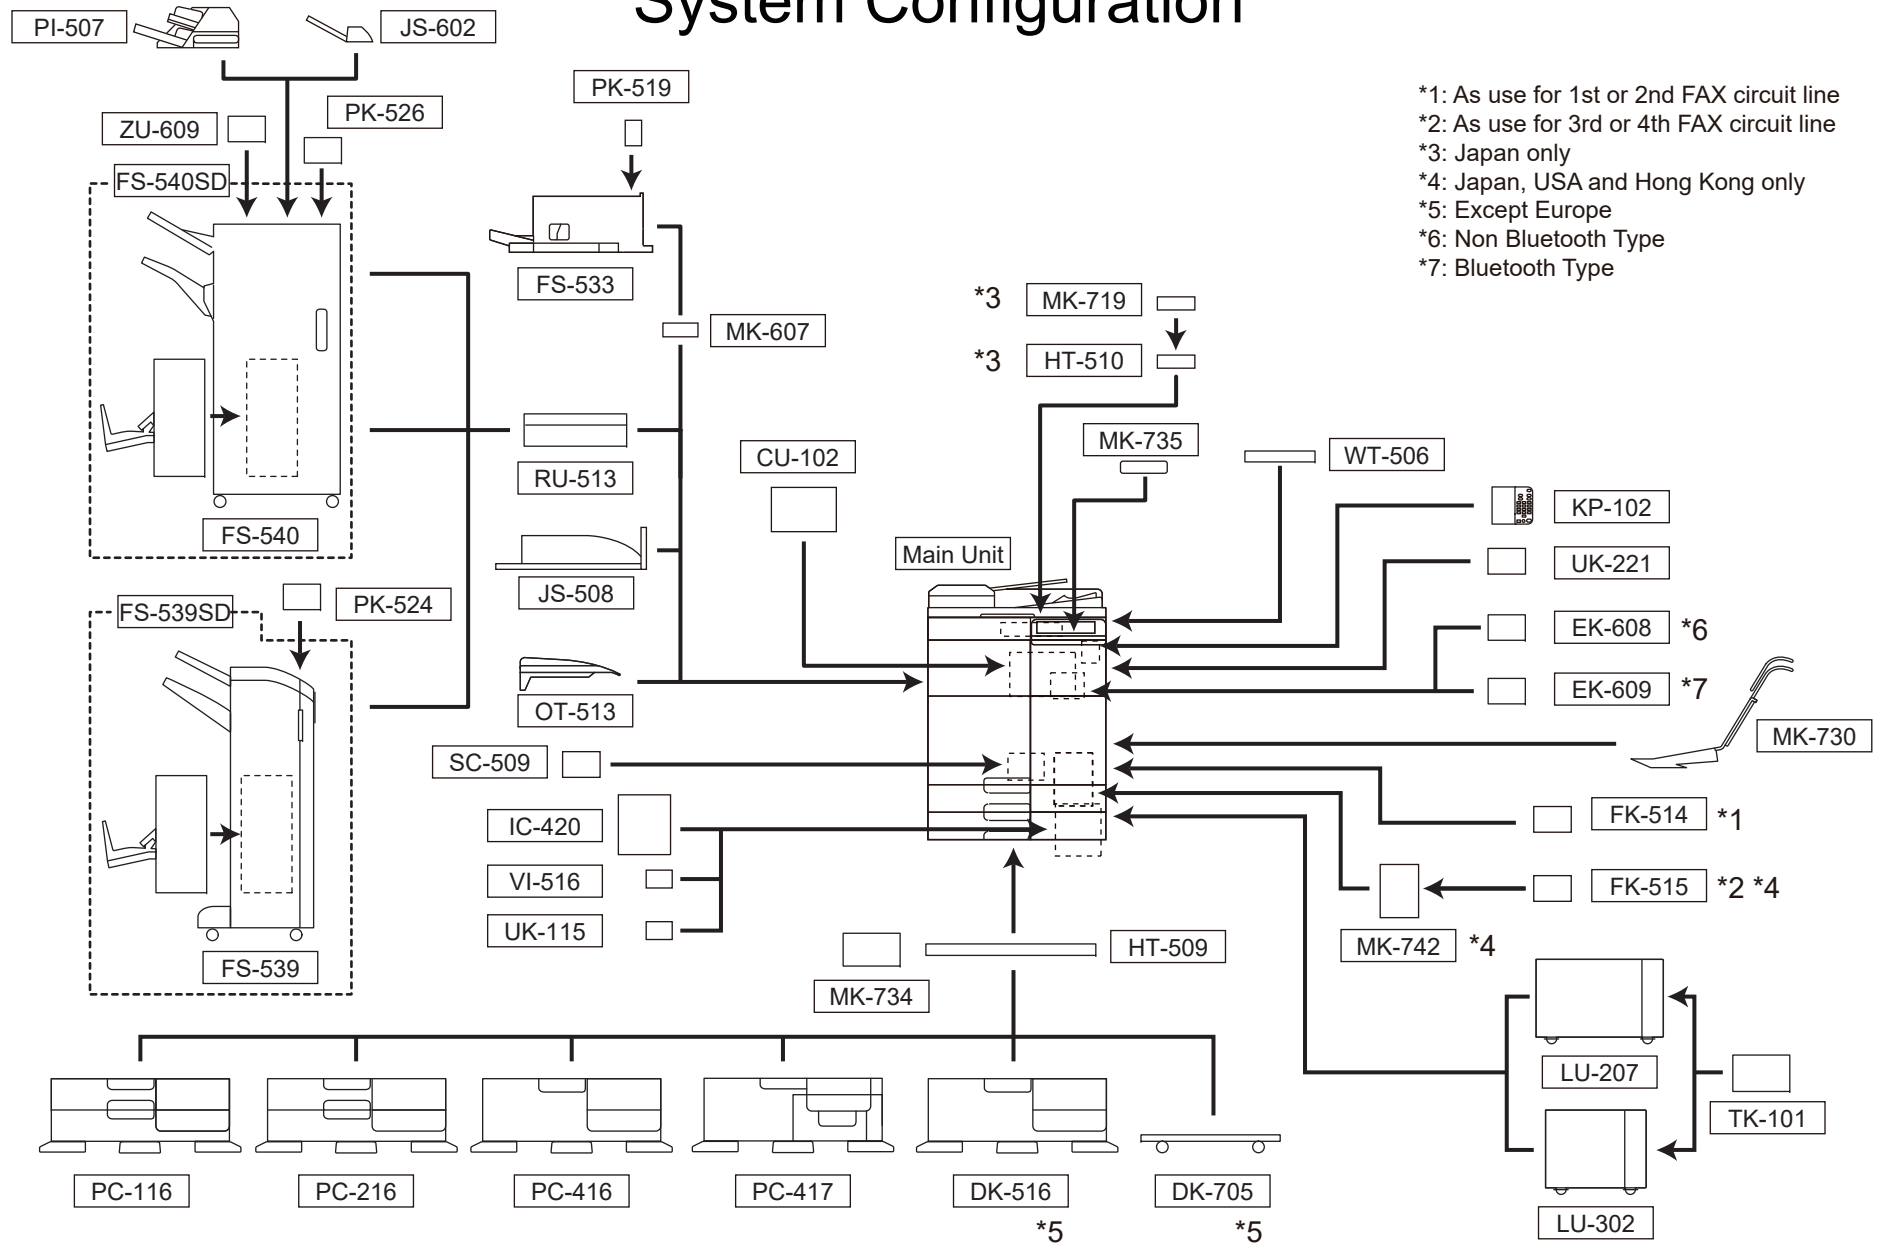 System Configuration
PI-507
JS-602
PK-519
PK-526
ZU-609
FS-540SD
*1: As use for 1st or 2nd FAX circuit line
*2: As use for 3rd or 4th FAX circuit line
*3: Japan only
*4: Japan, USA and Hong Kong only
*5: Except Europe
*6: Non Bluetooth Type
*7: Bluetooth Type
FS-533
*3 MK-719
MK-607
*3 HT-510
MK-735
WT-506
CU-102
RU-513
KP-102
FS-540
Main Unit
UK-221
JS-508
PK-524
FS-539SD
EK-608 *6
EK-609 *7
OT-513
MK-730
SC-509
FK-514 *1
IC-420
VI-516
FK-515 *2 *4
UK-115
MK-742 *4
HT-509
FS-539
MK-734
LU-207
TK-101
PC-116
PC-216
PC-416
PC-417
DK-516
DK-705
LU-302
*5
*5